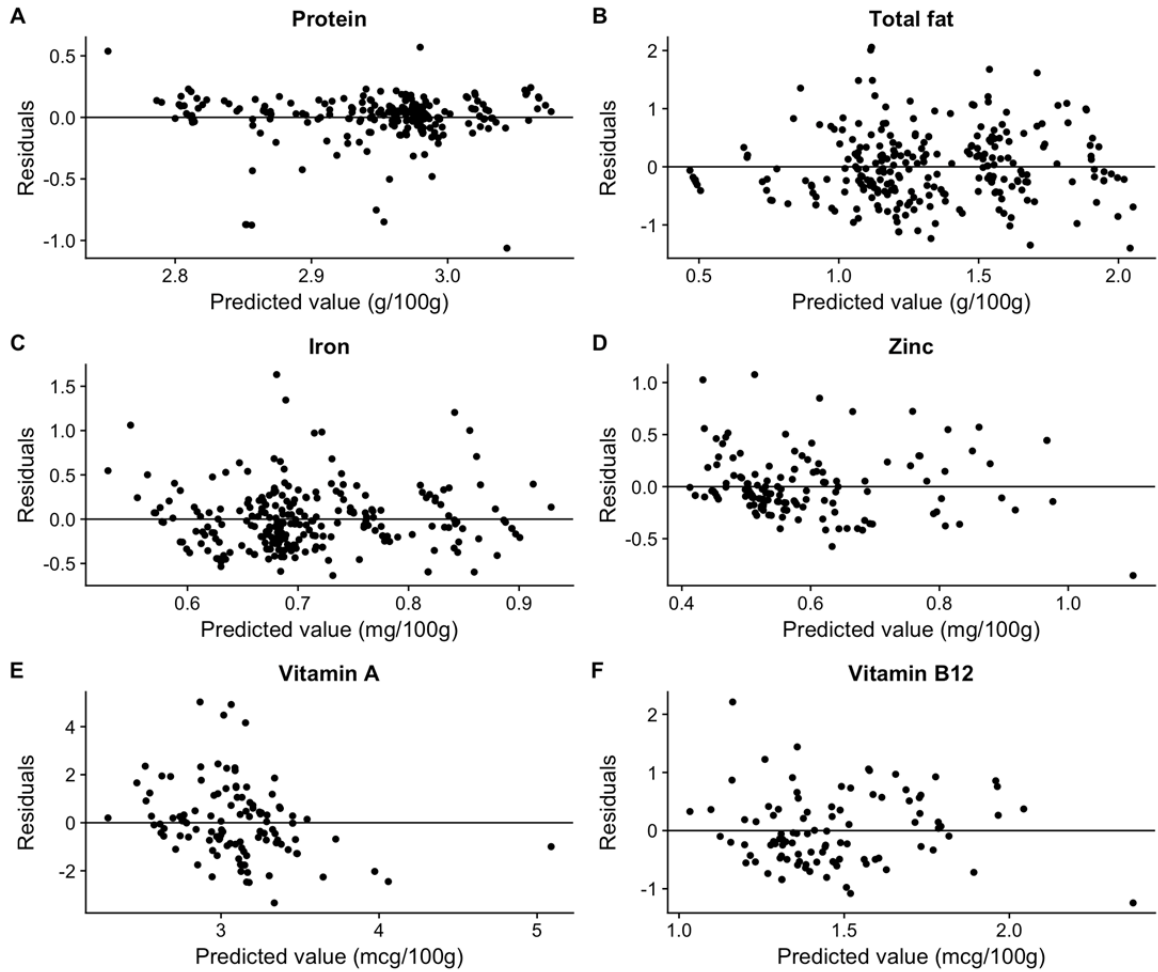 A
Protein
0.5
0.0
-0.5
-1.0
Residuals
2.8 2.9 3.0
Predicted value (g/100g)
B
Total fat
2
1
0
-1
Residuals
0.5 1.0 1.5 2.0
Predicted value (g/100g)
C
Iron
1.5
1.0
0.5
0.0
-0.5
Residuals
0.6 0.7 0.8 0.9
Predicted value (mg/100g)
D
Zinc
1.0
0.5
0.0
-0.5
Residuals
0.4 0.6 0.8 1.0
Predicted value (mg/100g)
E
Vitamin A
4
2
0
-2
Residuals
3 4 5
Predicted value (mcg/100g)
F
Vitamin B12
2
1
0
-1
Residuals
1.0 1.5 2.0
Predicted value (mcg/100g)